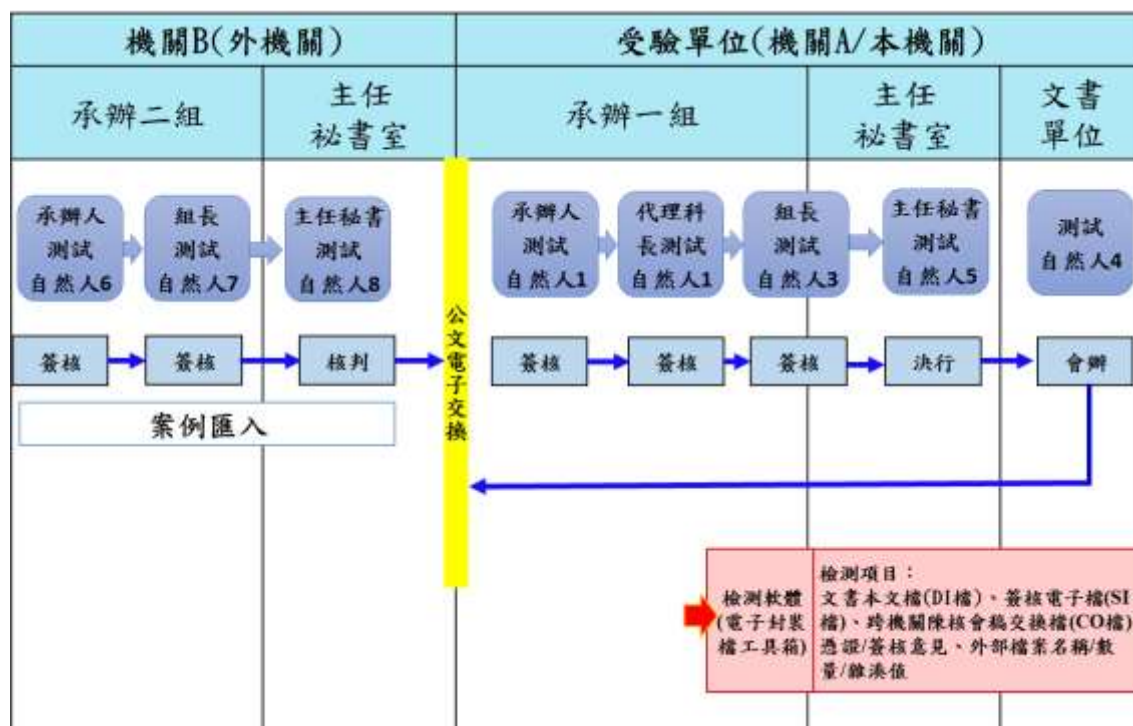 機關B(外機關)
受驗單位(機關A/本機關)
承辦二組
主任
祕書室
承辦一組
主任
祕書室
文書
單位
承辦人
測試
自然人6
組長
測試
自然人7
主任秘書
測試
自然人8
承辦人
測試
自然人1
代理科
長測試
自然人1
組長
測試
自然人3
主任秘書
測試
自然人5
測試
自然人4
簽核
簽核
核判
公文電子交換
簽核
簽核
簽核
決行
會辦
案例匯入
檢測軟體
(電子封裝
檔工具箱)
檢測項目：
文書本文檔(DI檔)、簽核電子檔(SI
檔)、跨機關陳核會稿交換檔(CO檔)
憑證/簽核意見、外部檔案名稱/數
量/雜湊值